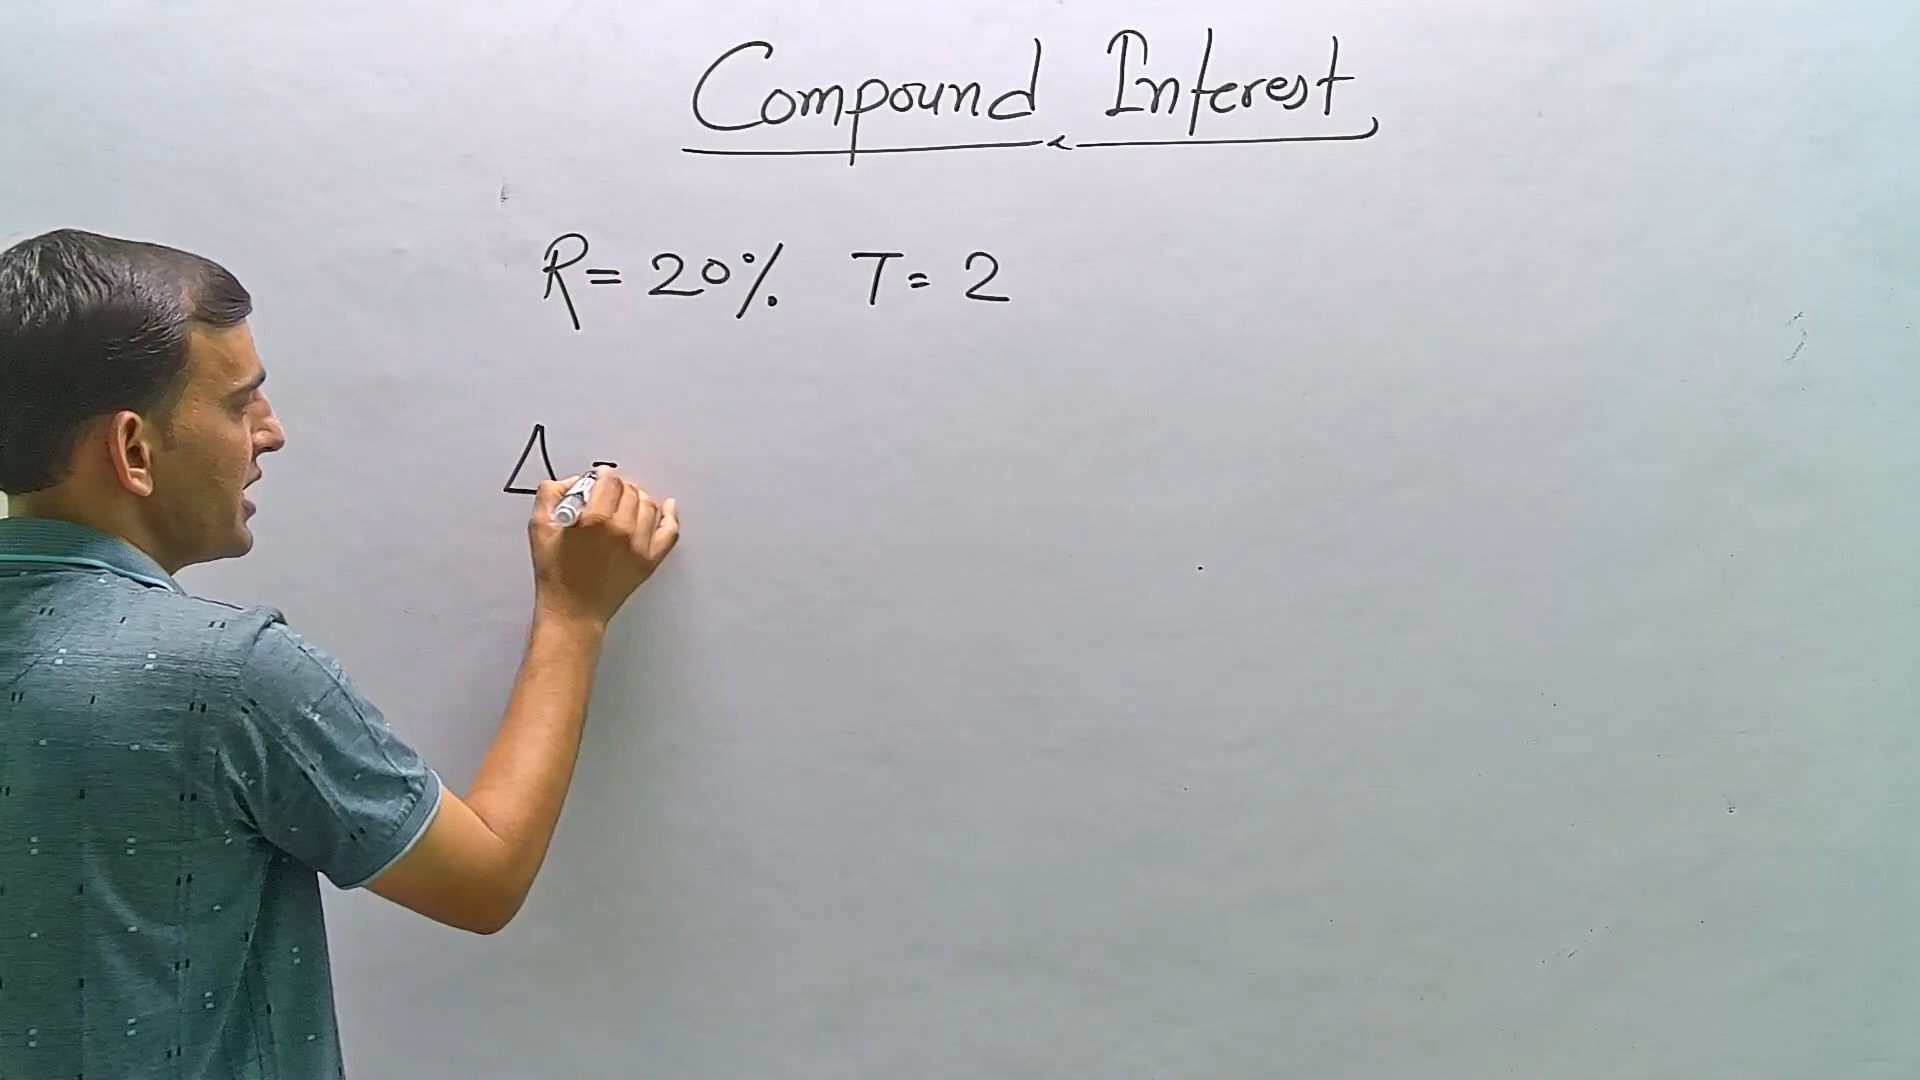 Compound Interest
R= 20% T= 2
Δ =